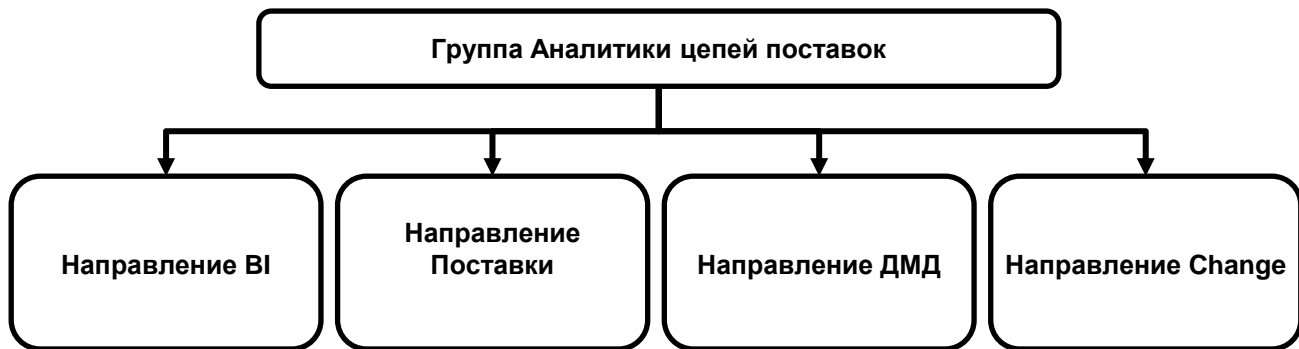 Группа Аналитики цепей поставок
Направление BI
Направление
Поставки
Направление ДМД
Направление Change